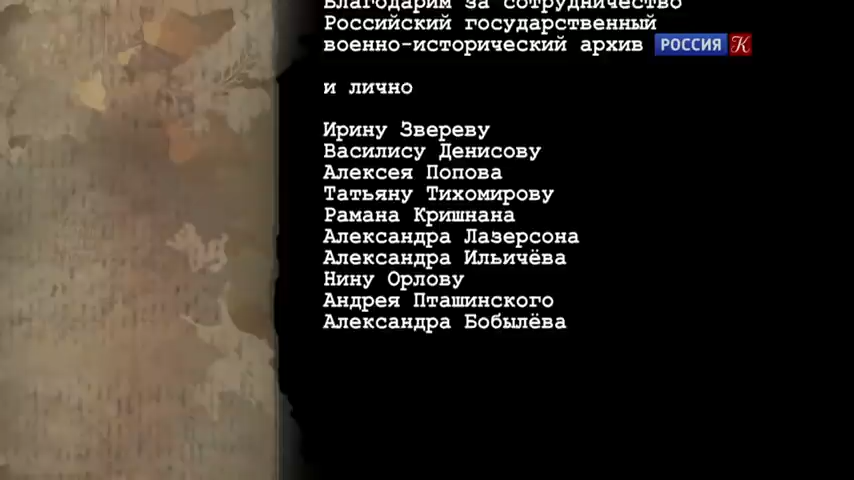 Благодарим за сотрудничество
Российский государственный
военно-исторический архив РОССИЯ К
и лично
Ирину Звереву
Василису Денисову
Алексея Попова
Татьяну Тихомирову
Рамана Кришнана
Александра Лазерсона
Александра Ильичёва
Нину Орлову
Андрея Пташинского
Александра Бобылёва